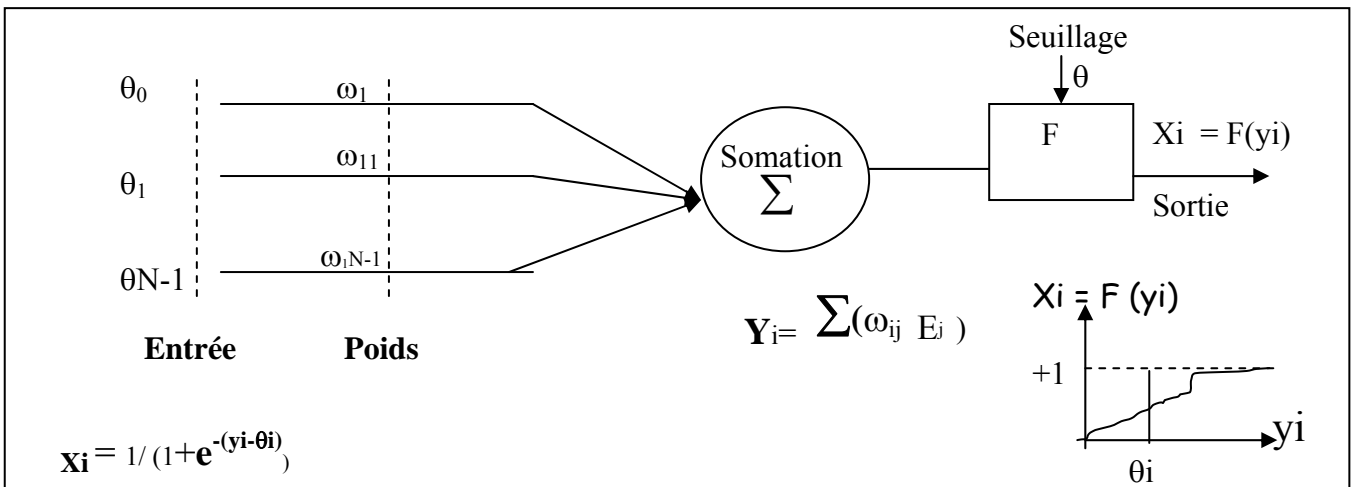 Seuillage
θ
θ0
ω1
F
Xi = F(yi)
Somation
Σ
ω11
θ1
Sortie
ω1N-1
θN-1
Xi = F (yi)
Yi= Σ(ωij Ej )
Entrée Poids
+1
yi
θi
Xi = 1/ (1+e-(yi-θi))